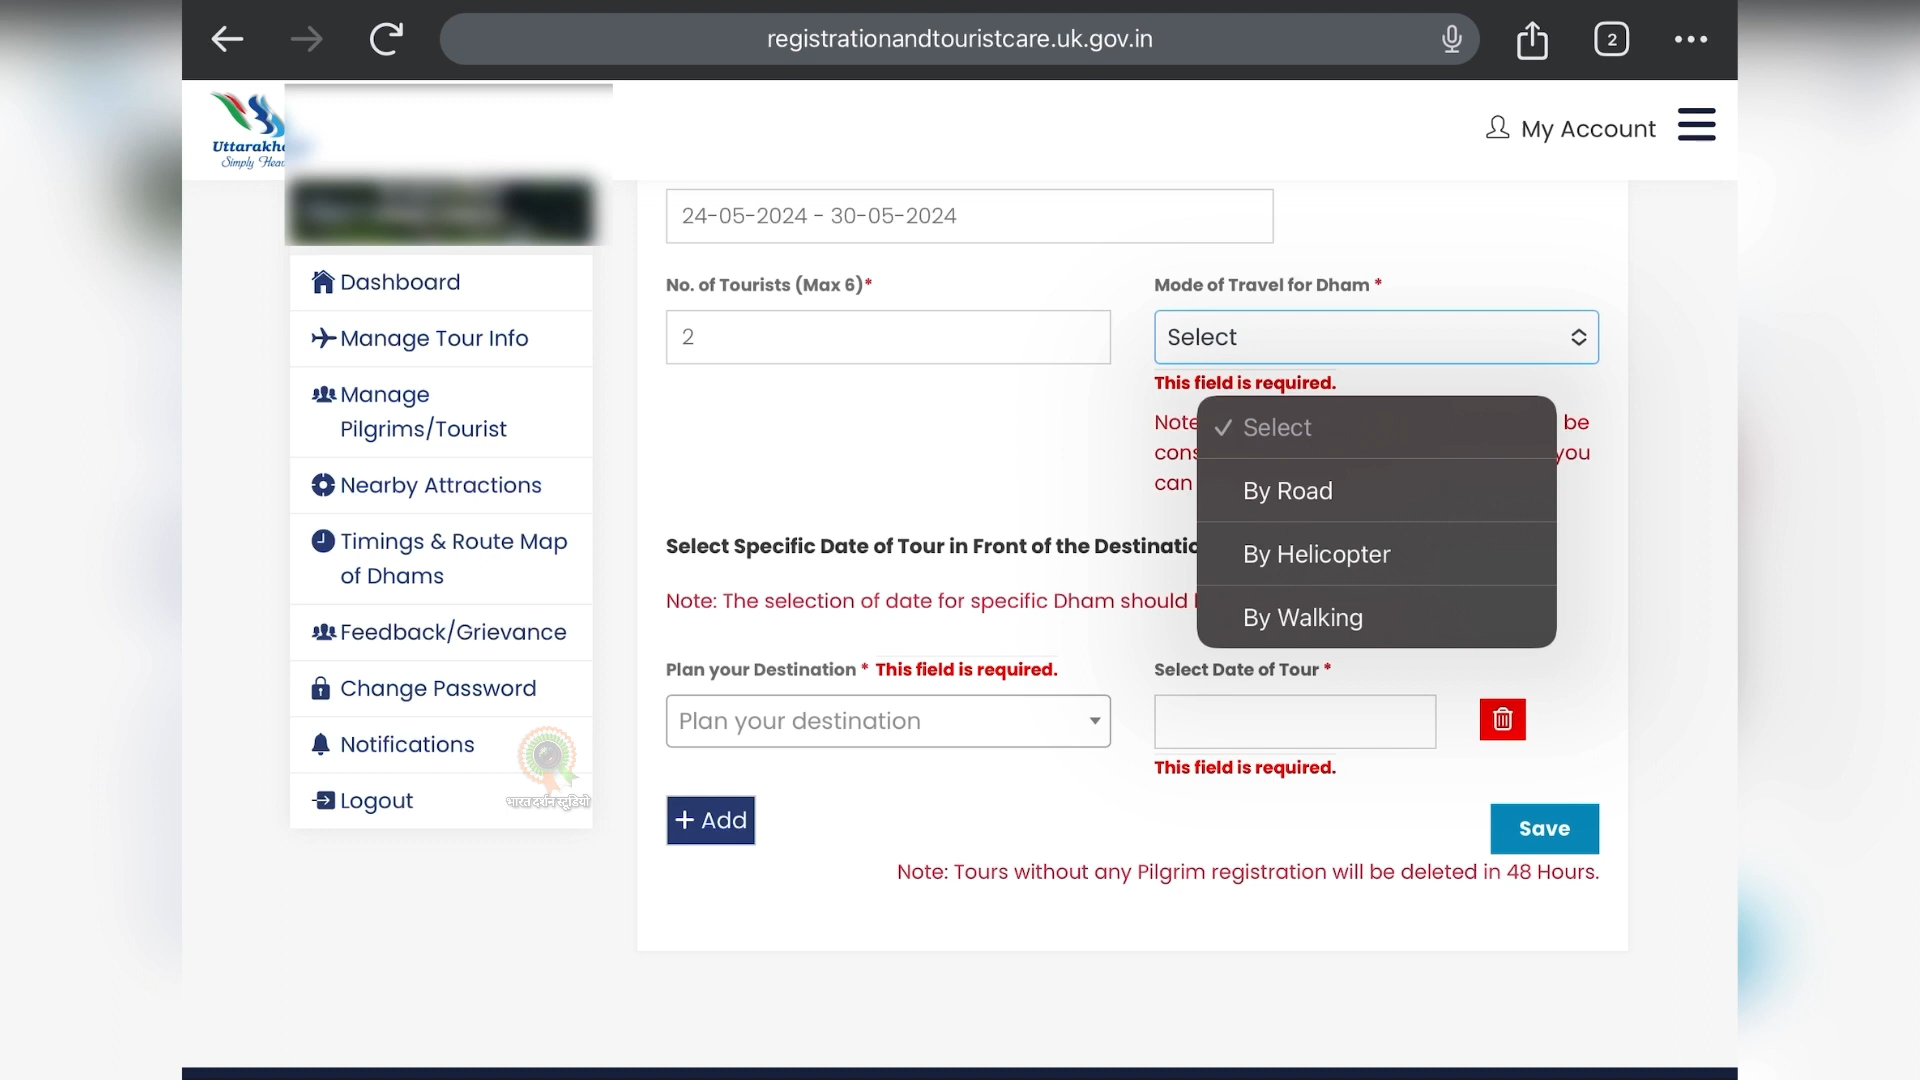 registrationandtouristcare.uk.gov.in
2
Simply
My Account
24-05-2024 - 30-05-2024
Dashboard
Manage Tour Info
Manage
Pilgrims/Tourist
Nearby Attractions
Timings & Route Map
of Dhams
Feedback/Grievance
Change Password
Notifications
Logout
भारत दर्शन स्टूडियो
No. of Tourists (Max 6)*
2
Mode of Travel for Dham *
Select
This field is required.
Note
be
you
can
Select
By Road
By Helicopter
By Walking
Select Specific Date of Tour in Front of the
Note: The selection of date for specific Dham should
Plan your Destination * This field is required.
Plan your destination
Select Date of Tour *
This field is required.
+ Add
Save
Note: Tours without any Pilgrim registration will be deleted in 48 Hours.